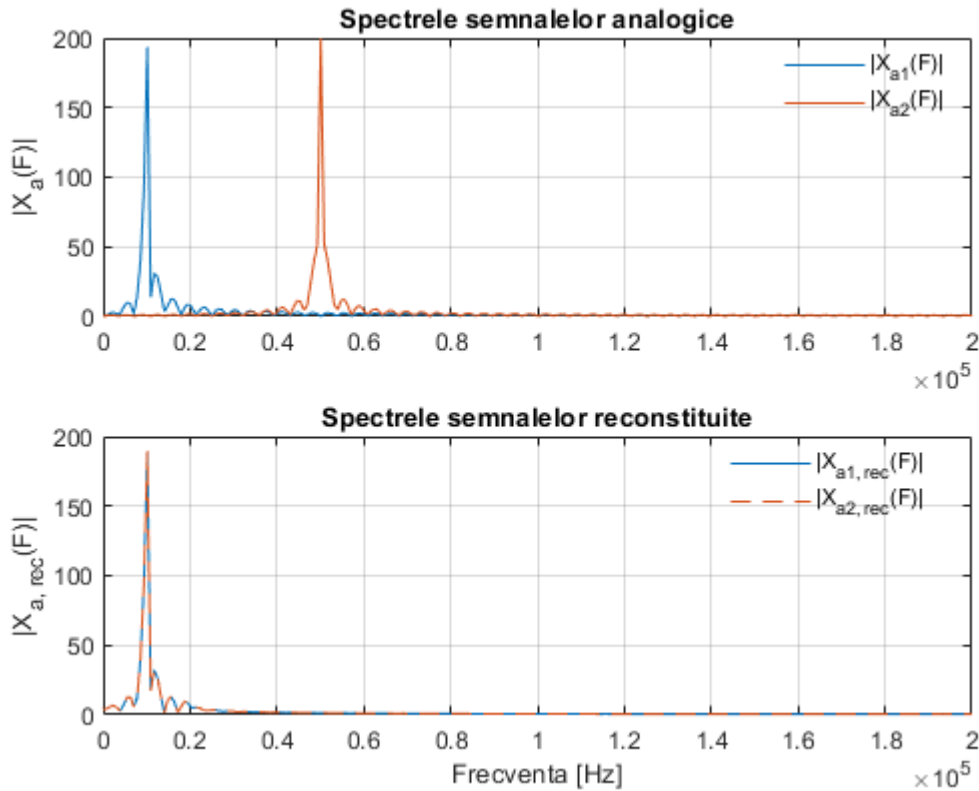 Spectrele semnalelor analogice
|X_a(F)|
200
150
100
50
0
|X_a1(F)|
|X_a2(F)|
0 0.2 0.4 0.6 0.8 1 1.2 1.4 1.6 1.8 2
×10^5
Spectrele semnalelor reconstituite
|X_a, rec(F)|
200
150
100
50
0
|X_a1, rec(F)|
|X_a2, rec(F)|
0 0.2 0.4 0.6 0.8 1 1.2 1.4 1.6 1.8 2
Frecventa [Hz]
×10^5